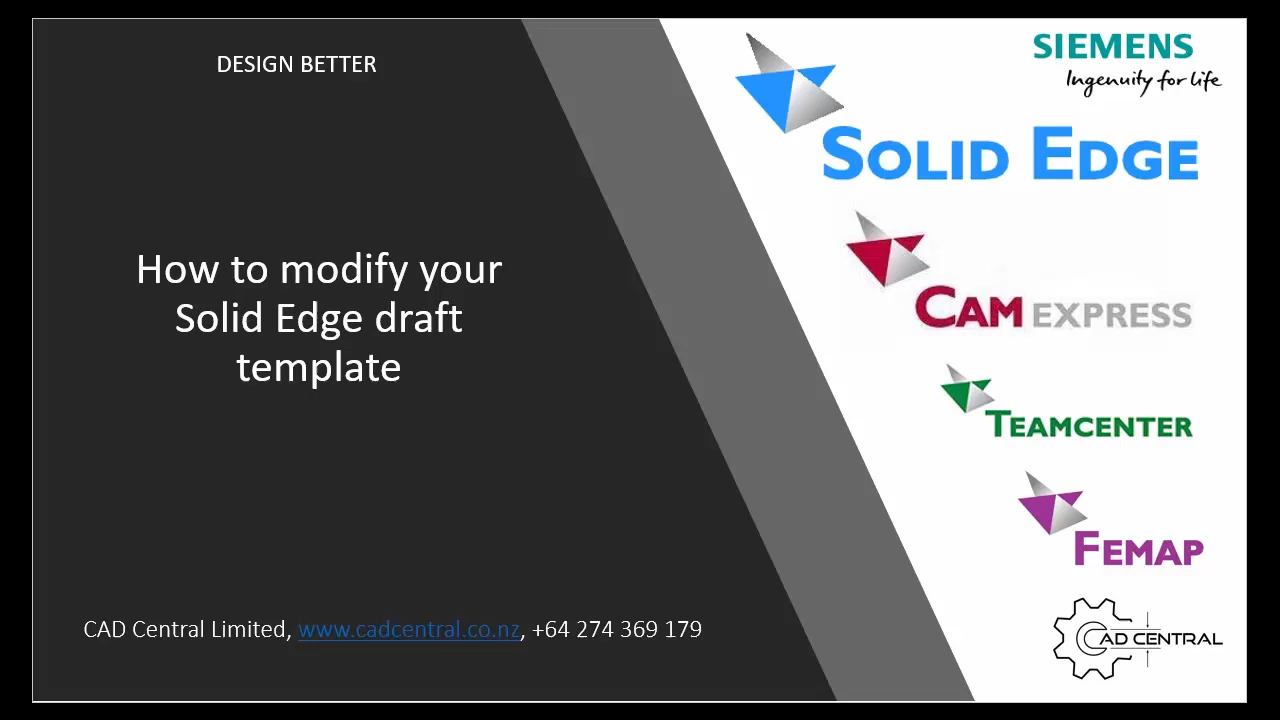 DESIGN BETTER
How to modify your
Solid Edge draft
template
CAD Central Limited, www.cadcentral.co.nz, +64 274 369 179
SIEMENS
Ingenuity for life
SOLID EDGE
CAM EXPRESS
TEAMCENTER
FEMAP
CAD CENTRAL